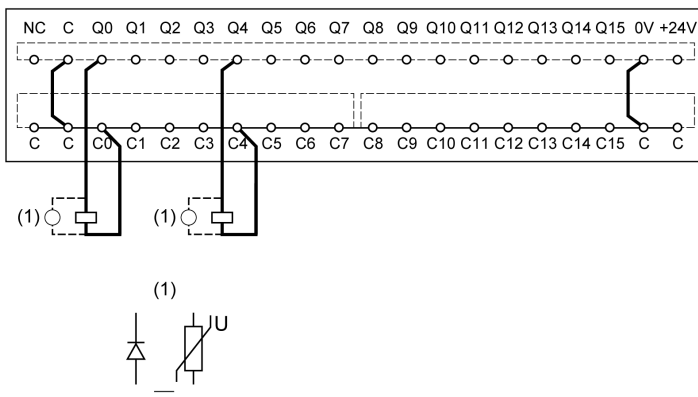 NC C Q0 Q1 Q2 Q3 Q4 Q5 Q6 Q7 Q8 Q9 Q10 Q11 Q12 Q13 Q14 Q15 0V +24V
C C C0 C1 C2 C3 C4 C5 C6 C7 C8 C9 C10 C11 C12 C13 C14 C15 C C
(1) (1)
(1)
U